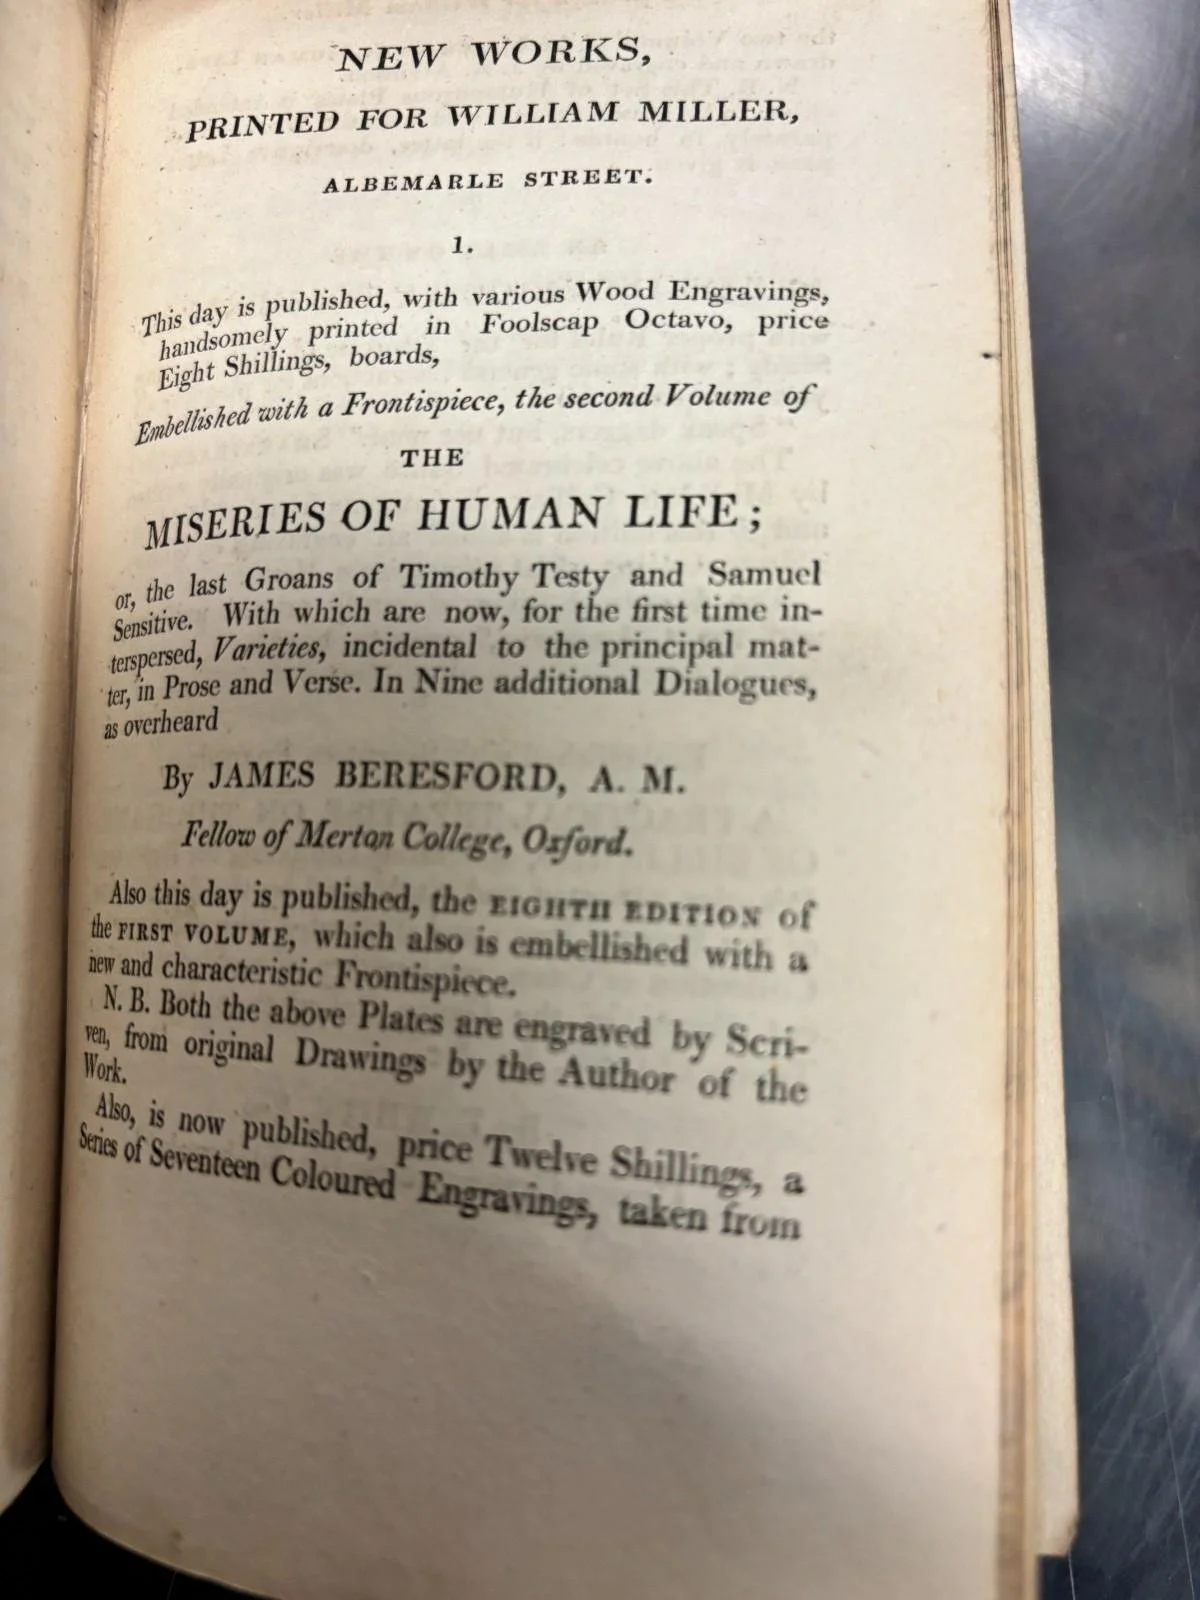 NEW WORKS,
PRINTED FOR WILLIAM MILLER,
ALBEMARLE STREET.
1.
This day is published, with various Wood Engravings,
handsomely printed in Foolscap Octavo, price
Eight Shillings, boards,
Embellished with a Frontispiece, the second Volume of
THE
MISERIES OF HUMAN LIFE;
or, the last Groans of Timothy Testy and Samuel
Sensitive. With which are now, for the first time in-
terspersed, Varieties, incidental to the principal mat-
ter, in Prose and Verse. In Nine additional Dialogues,
as overheard
By JAMES BERESFORD, A. M.
Fellow of Merton College, Oxford.
Also this day is published, the EIGHTH EDITION of
the FIRST VOLUME, which also is embellished with a
new and characteristic Frontispiece.
N. B. Both the above Plates are engraved by Scri-
ven, from original Drawings by the Author of the
Work.
Also, is now published, price Twelve Shillings, a
Series of Seventeen Coloured Engravings, taken from